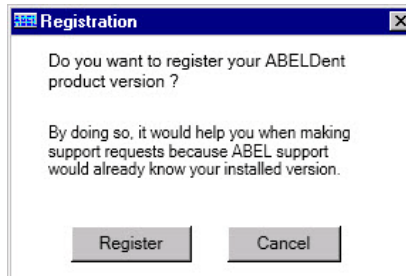 Registration
Do you want to register your ABELDent
product version ?
By doing so, it would help you when making
support requests because ABEL support
would already know your installed version.
Register
Cancel